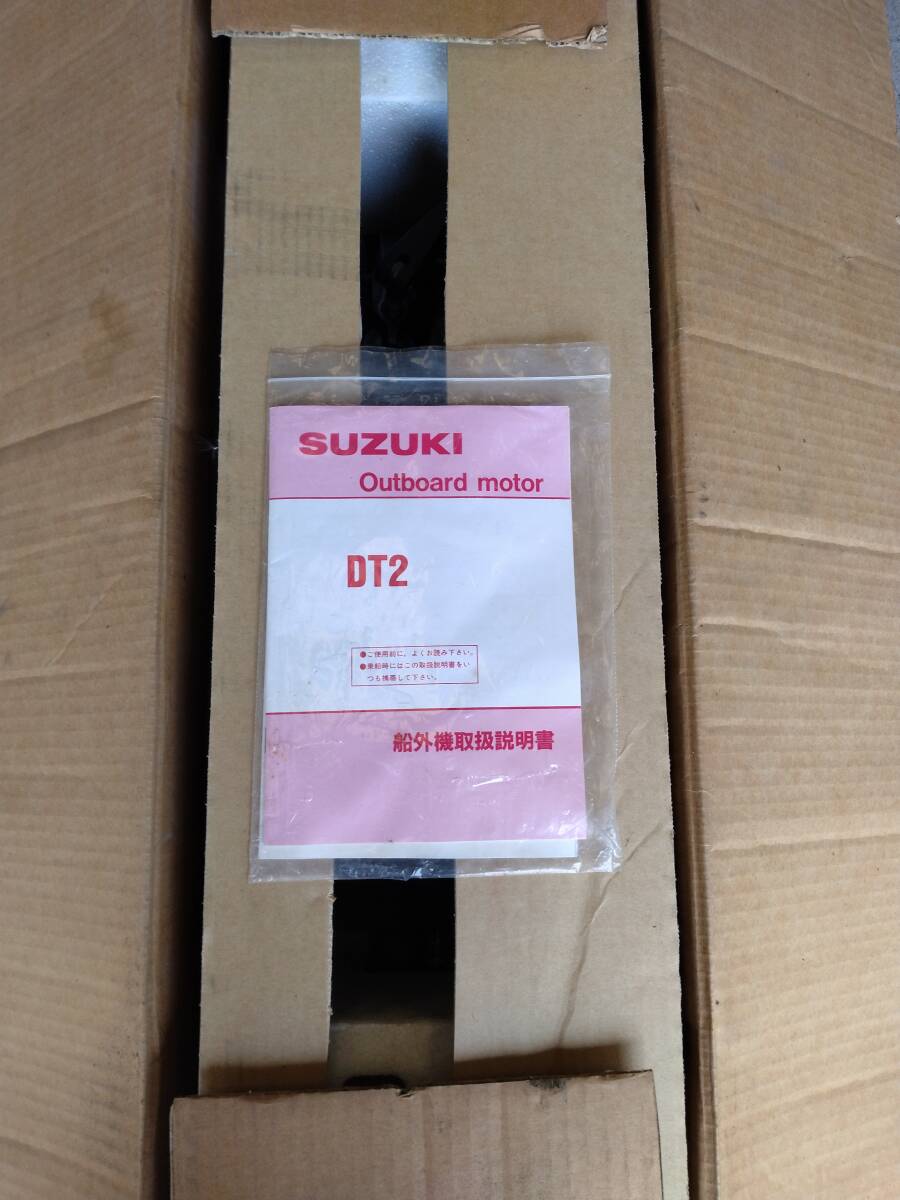 SUZUKI
Outboard motor
DT2
●ご使用前に、よくお読み下さい。
●乗船時にはこの取扱説明書をい
つも携帯して下さい。
船外機取扱説明書